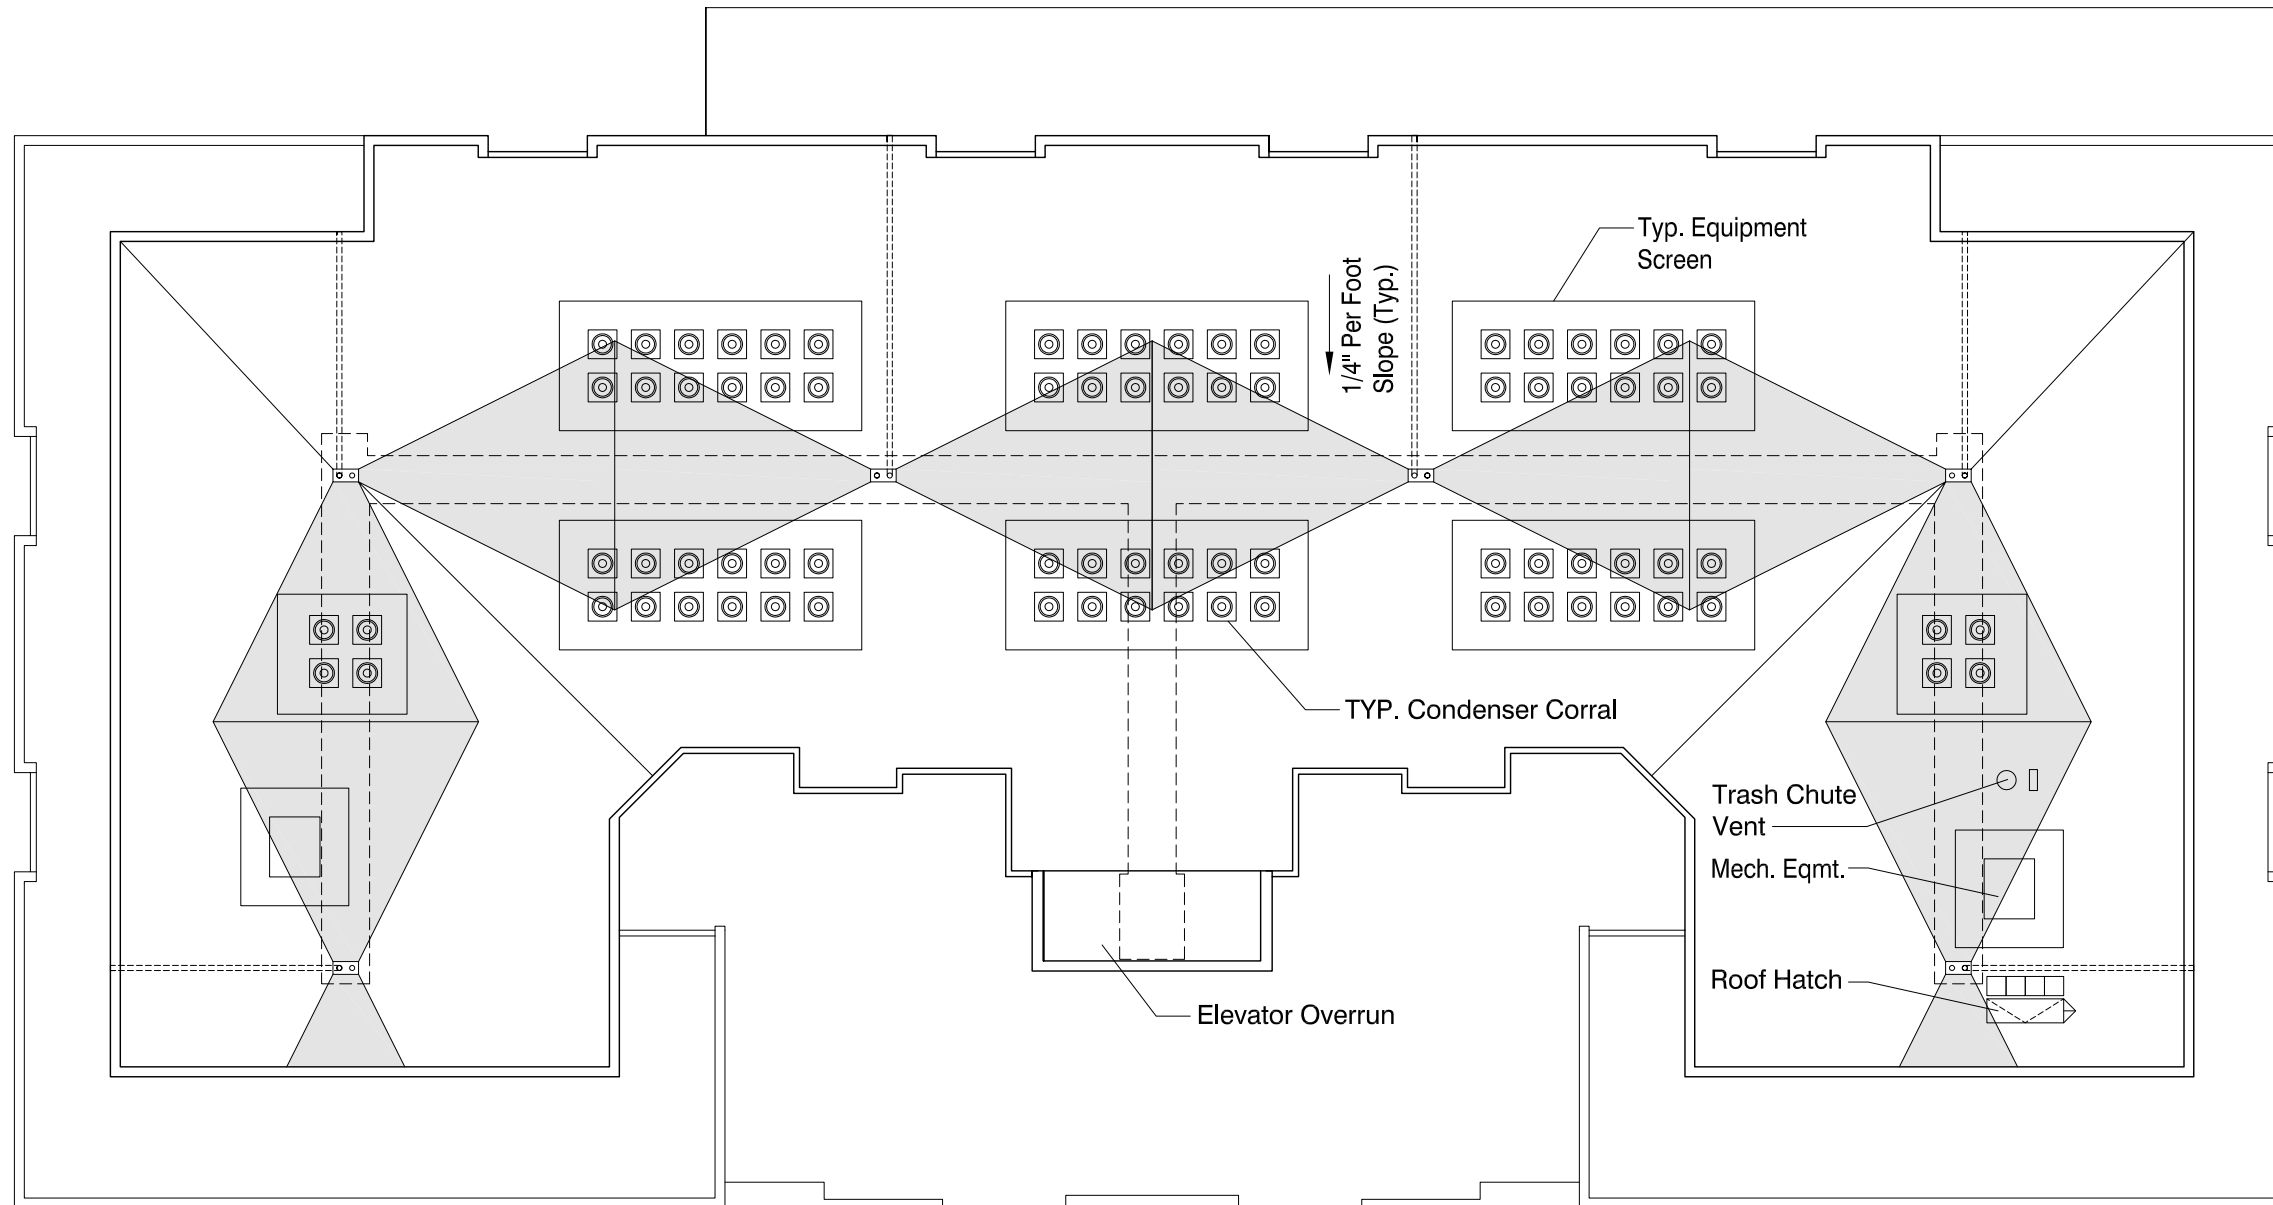 Typ. Equipment
Screen
1/4" Per Foot
Slope (Typ.)
TYP. Condenser Corral
Trash Chute
Vent
Mech. Eqmt.
Roof Hatch
Elevator Overrun